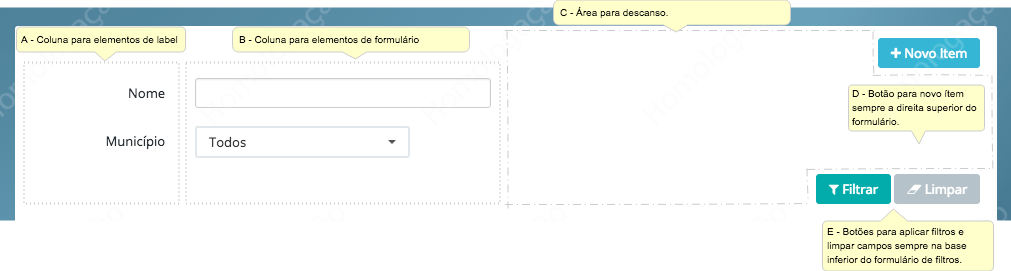 C - Área para descanso.
A - Coluna para elementos de label
B - Coluna para elementos de formulário
Novo Item
Nome
D - Botão para novo ítem
sempre a direita superior do
formulário.
Município
Todos
Filtrar
Limpar
E - Botões para aplicar filtros e
limpar campos sempre na base
inferior do formulário de filtros.